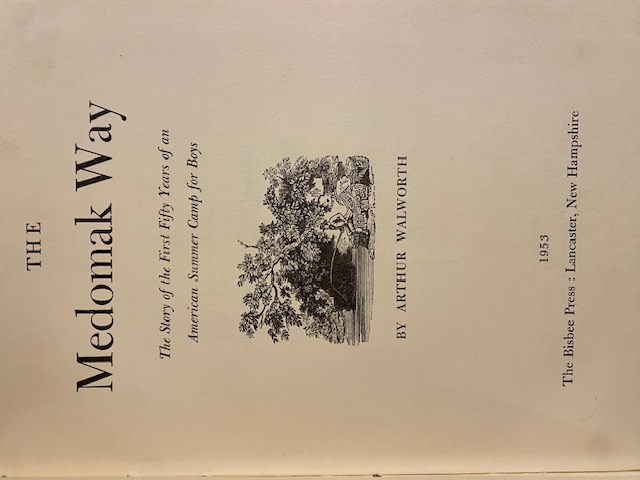 THE
Medomak Way
The Story of the First Fifty Years of an
American Summer Camp for Boys
BY ARTHUR WALWORTH
1953
The Bisbee Press : Lancaster, New Hampshire